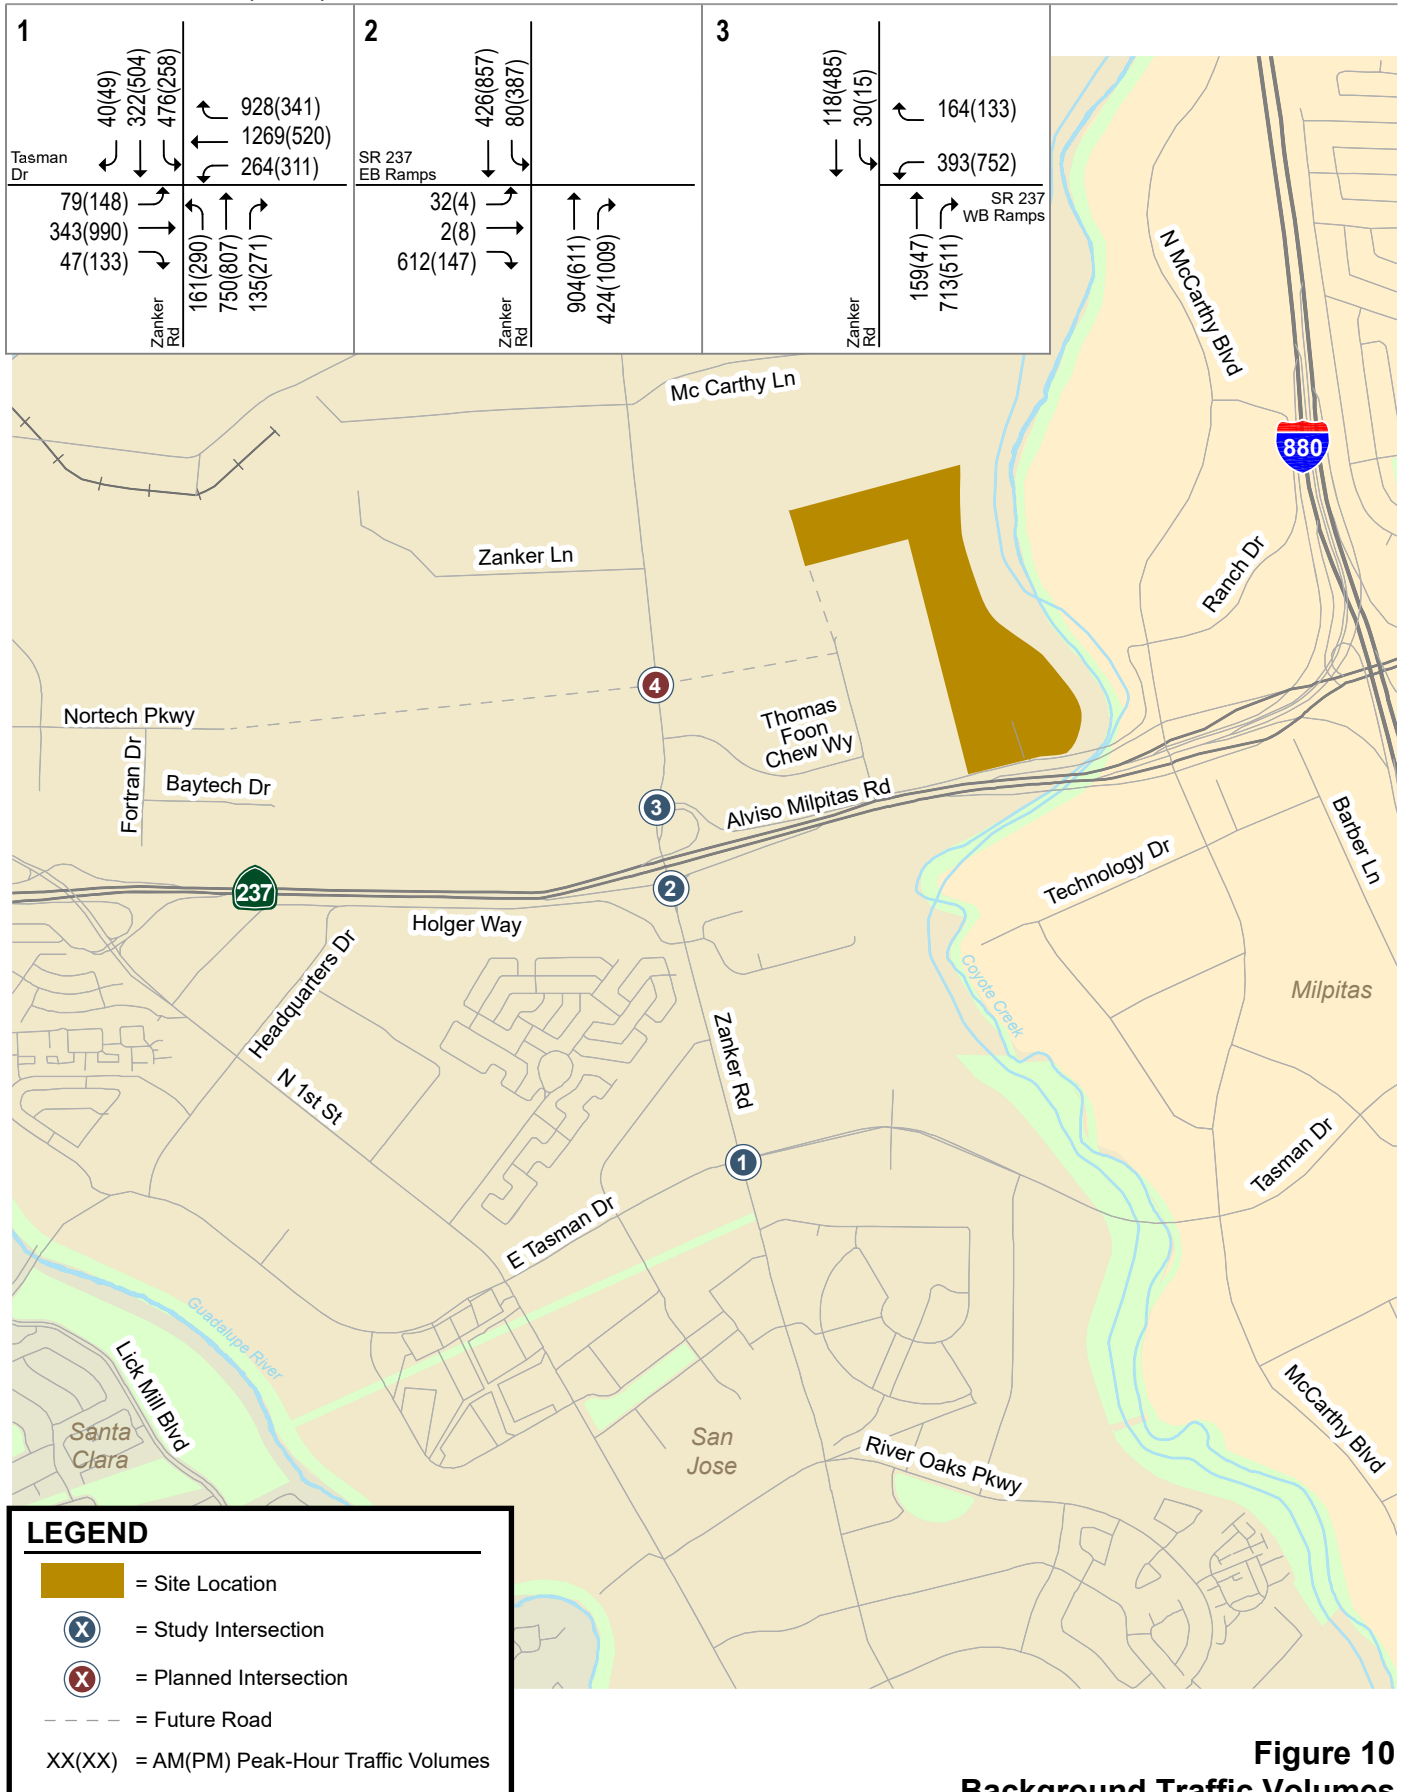 1
40(49)
322(504)
476(258)
928(341)
1269(520)
264(311)
Tasman
Dr
79(148)
343(990)
47(133)
161(290)
750(807)
135(271)
Zanker
Rd
2
426(857)
80(387)
SR 237
EB Ramps
32(4)
2(8)
612(147)
904(611)
424(1009)
Zanker
Rd
3
118(485)
30(15)
164(133)
393(752)
SR 237
WB Ramps
159(47)
713(511)
Zanker
Rd
Mc Carthy Ln
N McCarthy Blvd
880
Zanker Ln
Ranch Dr
4
Nortech Pkwy
Thomas
Foon
Chew Wy
Fortran Dr
Baytech Dr
3
Alviso Milpitas Rd
Barber Ln
Technology Dr
237
2
Holger Way
Headquarters Dr
Coyote Creek
Milpitas
N 1st St
Zanker Rd
1
Tasman Dr
E Tasman Dr
Guadalupe River
Lick Mill Blvd
Santa
Clara
San
Jose
River Oaks Pkwy
McCarthy Blvd
LEGEND
= Site Location
X = Study Intersection
X = Planned Intersection
= Future Road
XX(XX) = AM(PM) Peak-Hour Traffic Volumes
Figure 10
Background Traffic Volumes